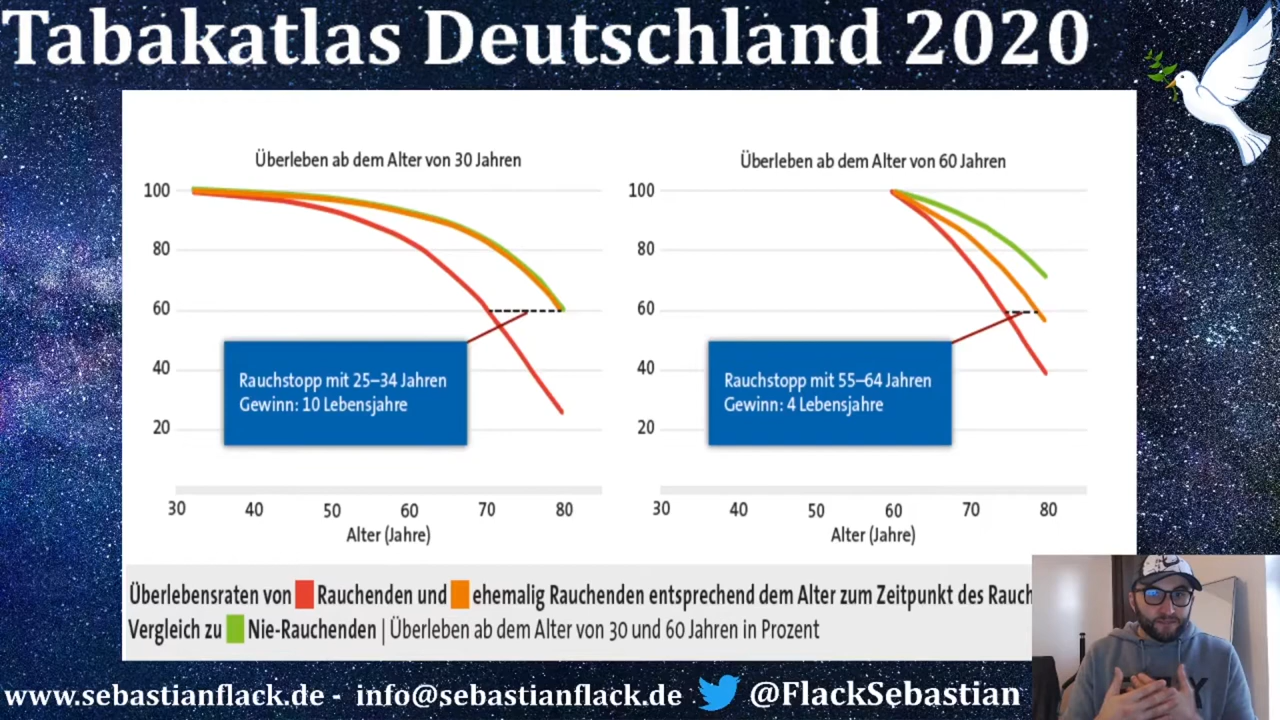 Tabakatlas Deutschland 2020
Überleben ab dem Alter von 30 Jahren
100
80
60
40
20
Rauchstopp mit 25–34 Jahren
Gewinn: 10 Lebensjahre
30 40 50 60 70 80
Alter (Jahre)
Überleben ab dem Alter von 60 Jahren
100
80
60
40
20
Rauchstopp mit 55–64 Jahren
Gewinn: 4 Lebensjahre
30 40 50 60 70 80
Alter (Jahre)
Überlebensraten von Rauchenden und ehemalig Rauchenden entsprechend dem Alter zum Zeitpunkt des Rauch
Vergleich zu Nie-Rauchenden | Überleben ab dem Alter von 30 und 60 Jahren in Prozent
www.sebastianflack.de - info@sebastianflack.de @FlackSebastian